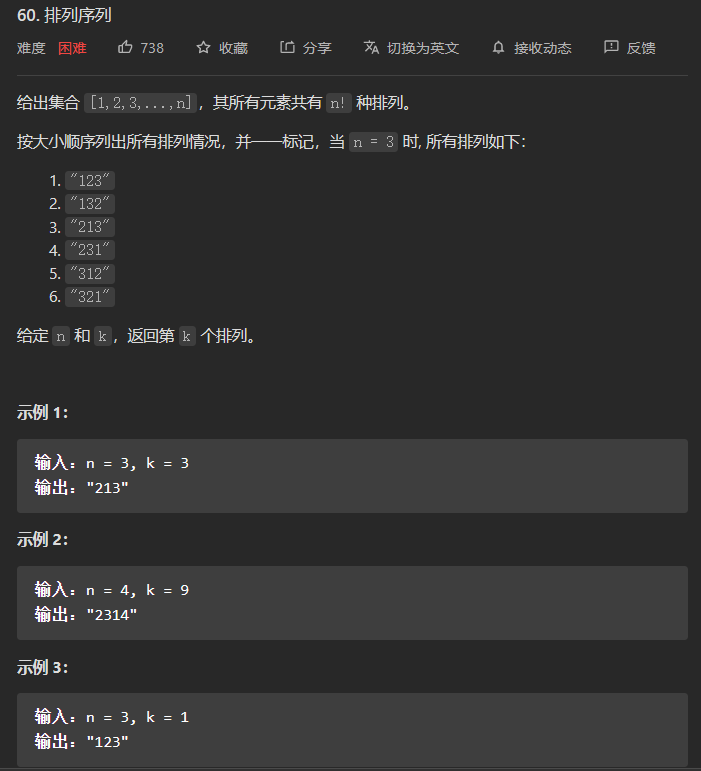 60. 排列序列
难度 困难 738 收藏 分享 切换为英文 接收动态 反馈
给出集合 [1,2,3,...,n]，其所有元素共有 n! 种排列。
按大小顺序列出所有排列情况，并一一标记，当 n = 3 时, 所有排列如下：
1. "123"
2. "132"
3. "213"
4. "231"
5. "312"
6. "321"
给定 n 和 k，返回第 k 个排列。
示例 1：
输入：n = 3, k = 3
输出："213"
示例 2：
输入：n = 4, k = 9
输出："2314"
示例 3：
输入：n = 3, k = 1
输出："123"